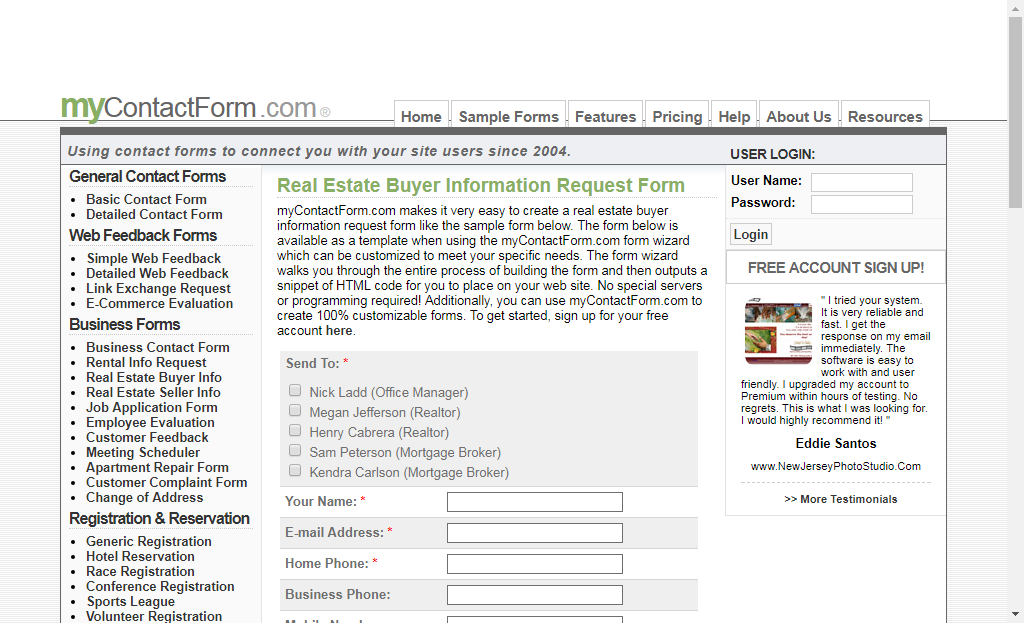 myContactForm.com®
Home
Sample Forms
Features
Pricing
Help
About Us
Resources
Using contact forms to connect you with your site users since 2004.
USER LOGIN:
General Contact Forms
Basic Contact Form
Detailed Contact Form
Web Feedback Forms
Simple Web Feedback
Detailed Web Feedback
Link Exchange Request
E-Commerce Evaluation
Business Forms
Business Contact Form
Rental Info Request
Real Estate Buyer Info
Real Estate Seller Info
Job Application Form
Employee Evaluation
Customer Feedback
Meeting Scheduler
Apartment Repair Form
Customer Complaint Form
Change of Address
Registration & Reservation
Generic Registration
Hotel Reservation
Race Registration
Conference Registration
Sports League
Volunteer Registration
Real Estate Buyer Information Request Form
myContactForm.com makes it very easy to create a real estate buyer
information request form like the sample form below. The form below is
available as a template when using the myContactForm.com form wizard
which can be customized to meet your specific needs. The form wizard
walks you through the entire process of building the form and then outputs a
snippet of HTML code for you to place on your web site. No special servers
or programming required! Additionally, you can use myContactForm.com to
create 100% customizable forms. To get started, sign up for your free
account here.
Send To: *
Nick Ladd (Office Manager)
Megan Jefferson (Realtor)
Henry Cabrera (Realtor)
Sam Peterson (Mortgage Broker)
Kendra Carlson (Mortgage Broker)
Your Name: *
E-mail Address: *
Home Phone: *
Business Phone:
User Name:
Password:
Login
FREE ACCOUNT SIGN UP!
" I tried your system.
It is very reliable and
fast. I get the
response on my email
immediately. The
software is easy to
work with and user
friendly. I upgraded my account to
Premium within hours of testing. No
regrets. This is what I was looking for.
I would highly recommend it! "
Eddie Santos
www.NewJerseyPhotoStudio.Com
>> More Testimonials